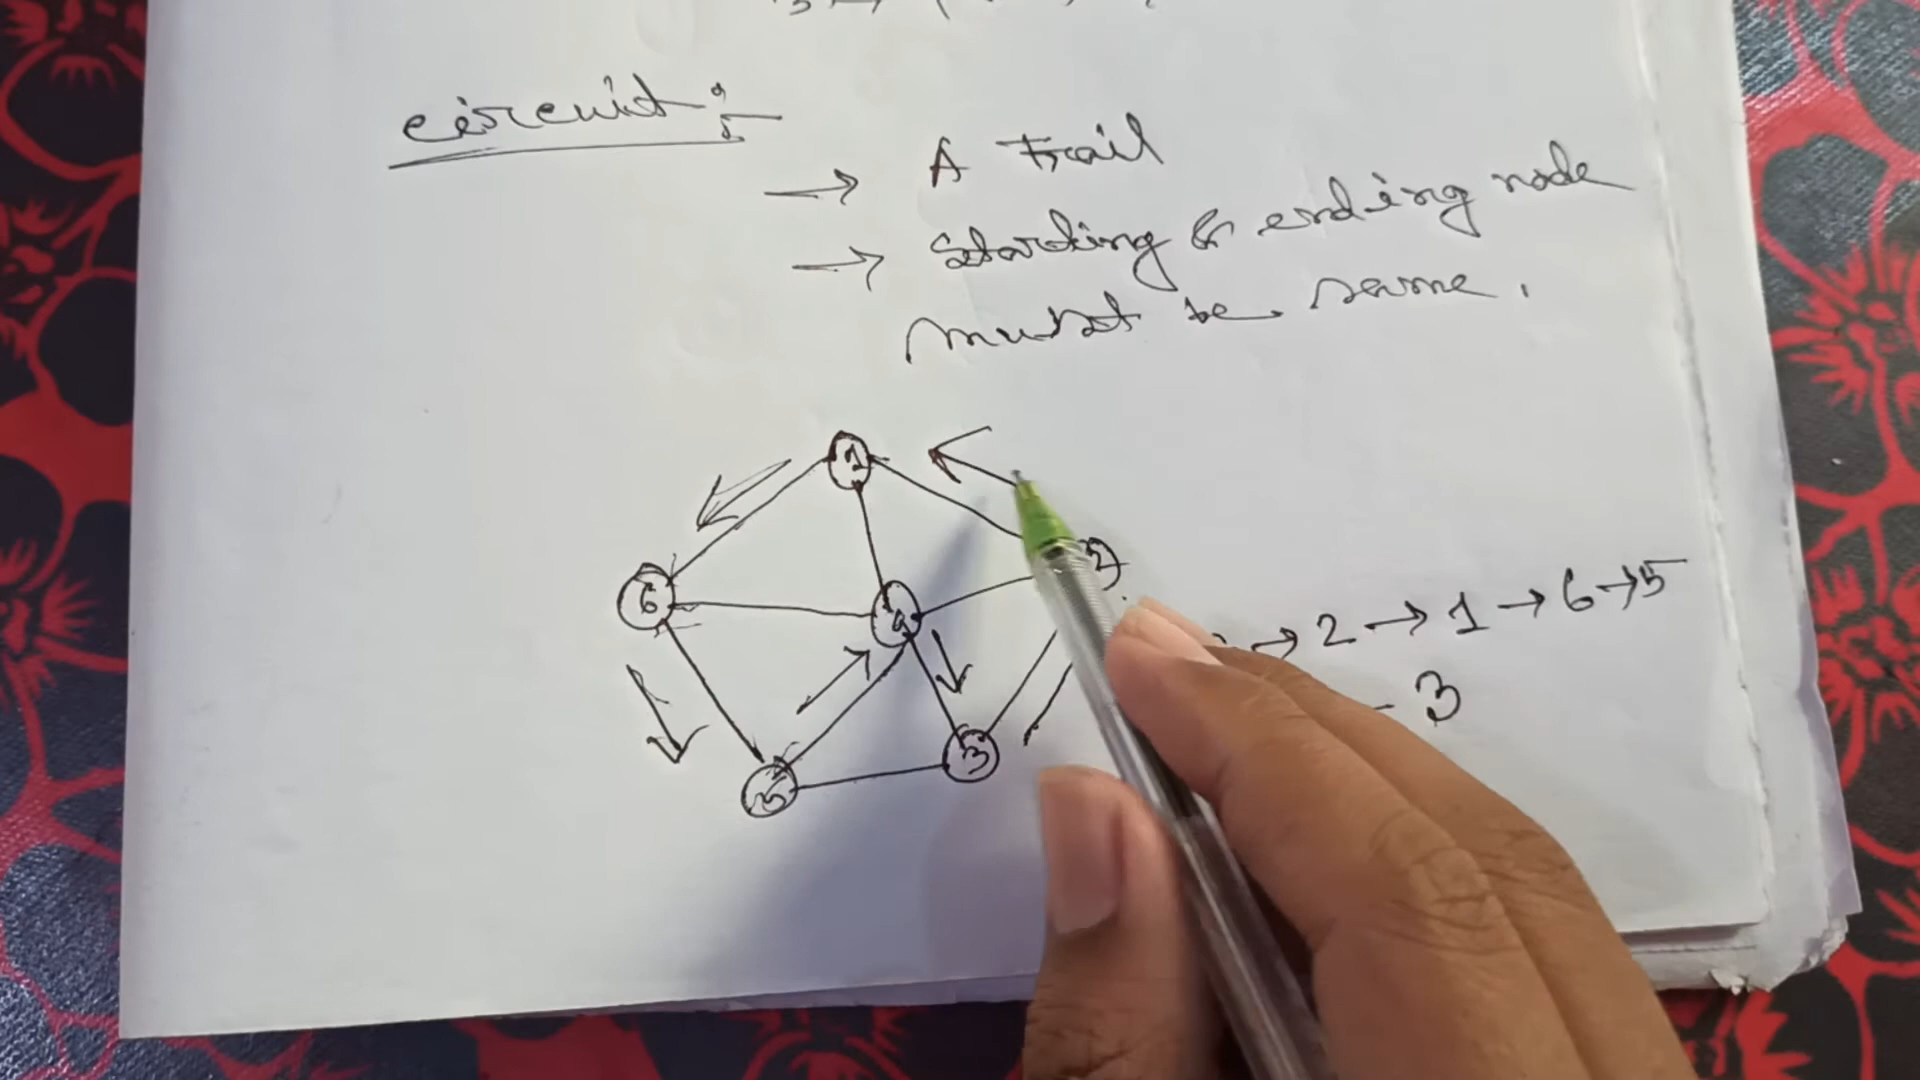 circuit :-
→ A Trail
→ Starting & ending node
must be same.
1
2
6
4
3
5
→ 2 → 1 → 6 → 5
- 3